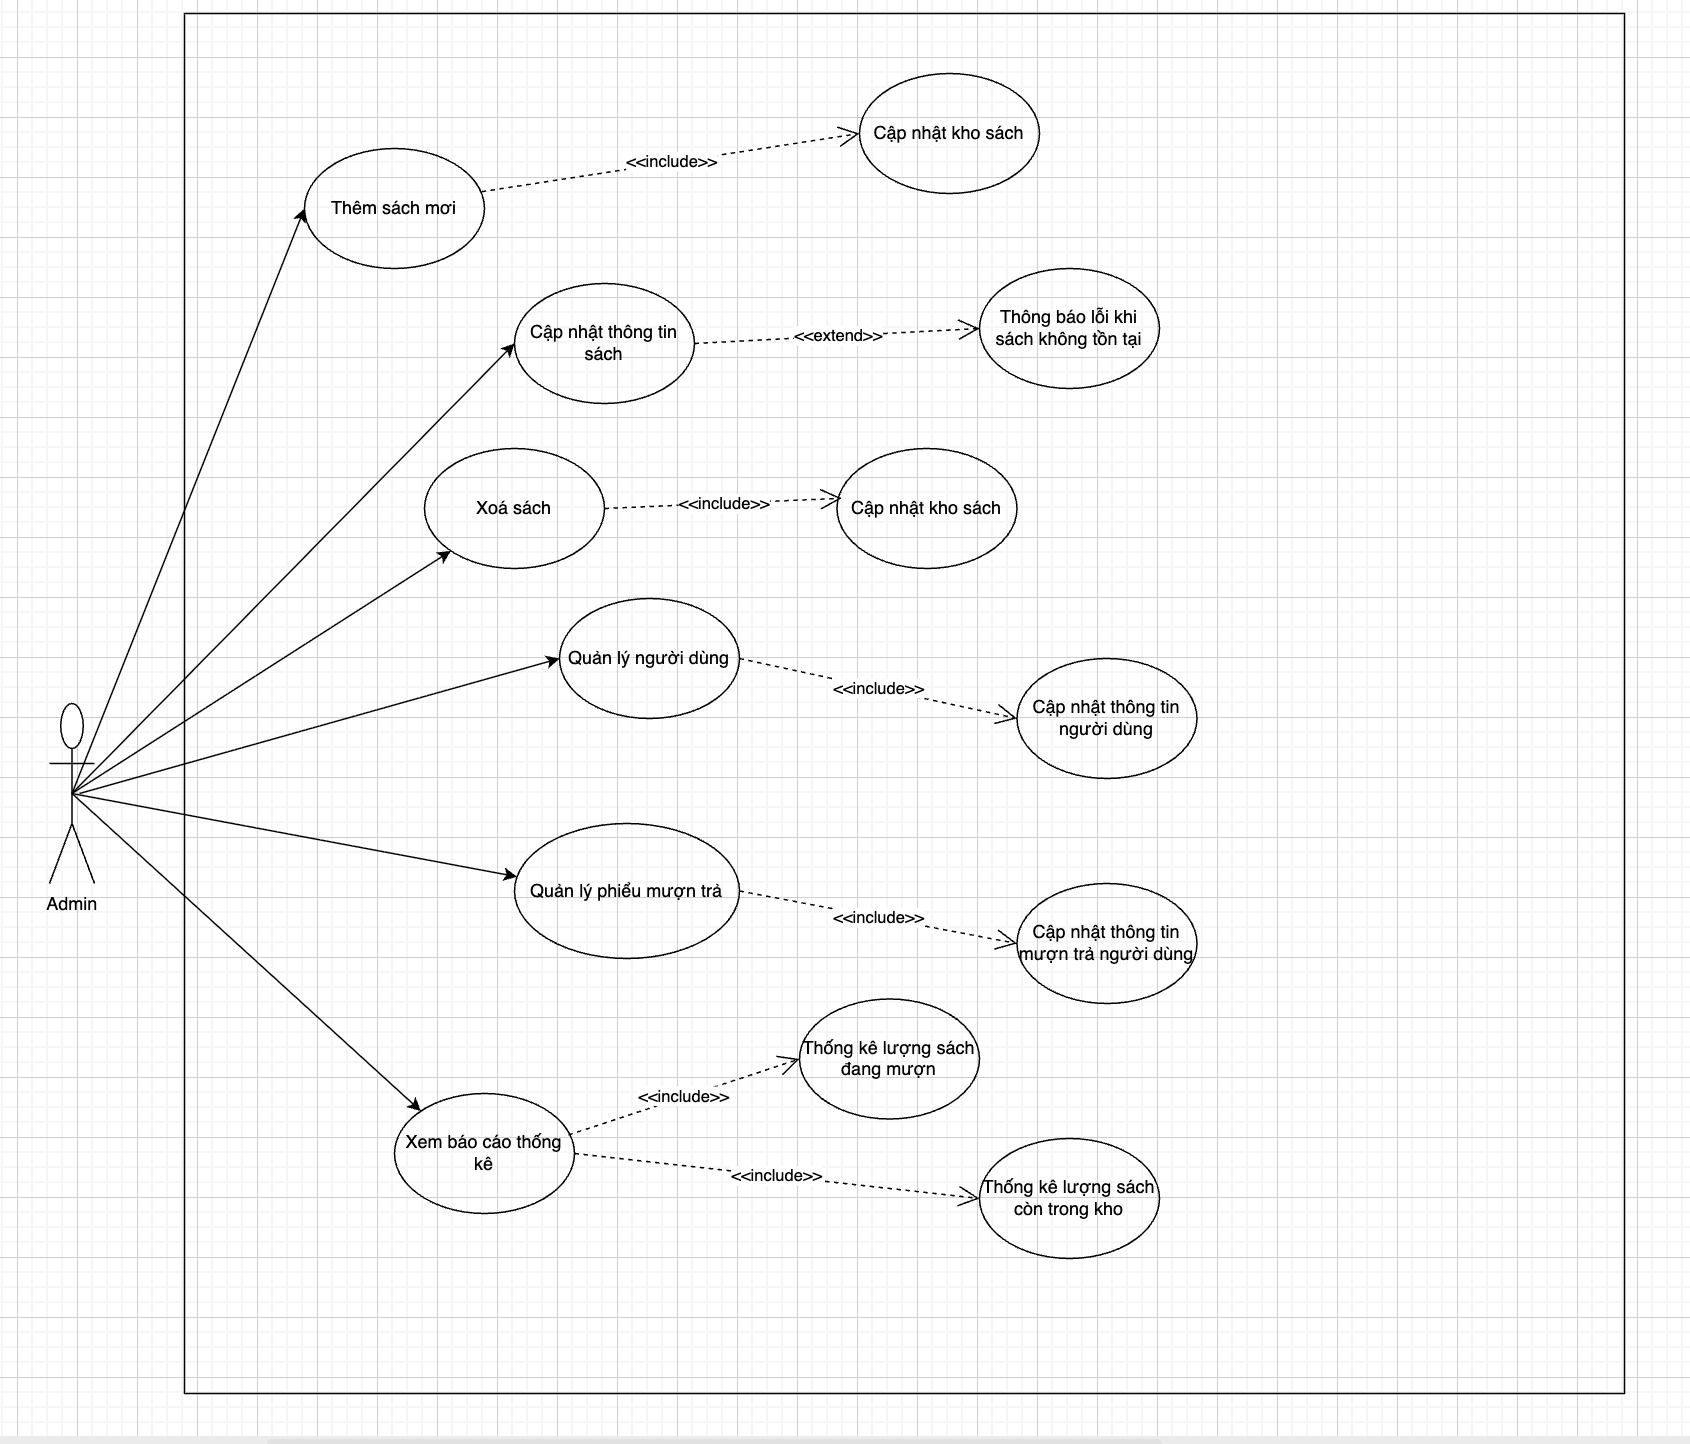 Cập nhật kho sách
<<include>>
Thêm sách mơi
Thông báo lỗi khi
sách không tồn tại
Cập nhật thông tin
sách
<<extend>>
Xoá sách
<<include>>
Cập nhật kho sách
Quản lý người dùng
<<include>>
Cập nhật thông tin
người dùng
Admin
Quản lý phiểu mượn trả
<<include>>
Cập nhật thông tin
mượn trả người dùng
Thống kê lượng sách
đang mượn
<<include>>
Xem báo cáo thống
kê
<<include>>
Thống kê lượng sách
còn trong kho